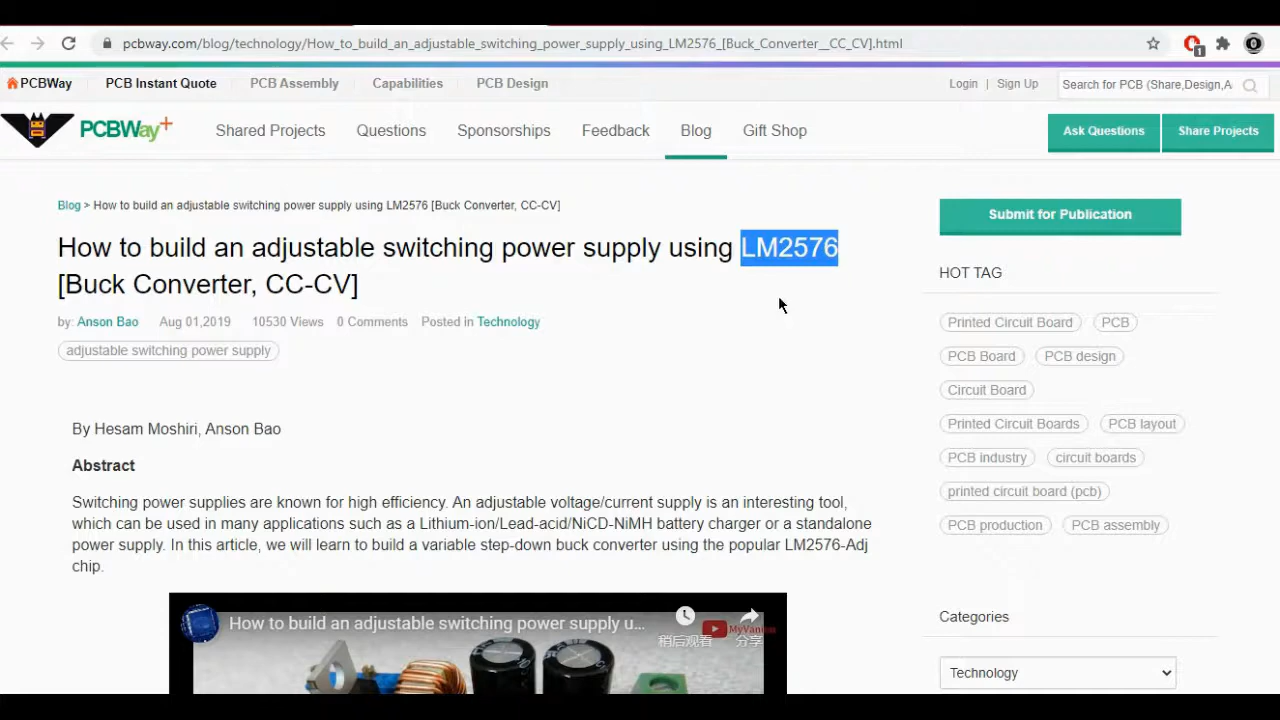 pcbway.com/blog/technology/How_to_build_an_adjustable_switching_power_supply_using_LM2576_[Buck_Converter__CC_CV].html
1
PCBWay PCB Instant Quote PCB Assembly Capabilities PCB Design Login | Sign Up Search for PCB (Share,Design,A
PCBWay+ Shared Projects Questions Sponsorships Feedback Blog Gift Shop Ask Questions Share Projects
Blog > How to build an adjustable switching power supply using LM2576 [Buck Converter, CC-CV]
How to build an adjustable switching power supply using LM2576
[Buck Converter, CC-CV]
by: Anson Bao Aug 01,2019 10530 Views 0 Comments Posted in Technology
adjustable switching power supply
By Hesam Moshiri, Anson Bao
Abstract
Switching power supplies are known for high efficiency. An adjustable voltage/current supply is an interesting tool,
which can be used in many applications such as a Lithium-ion/Lead-acid/NiCD-NiMH battery charger or a standalone
power supply. In this article, we will learn to build a variable step-down buck converter using the popular LM2576-Adj
chip.
How to build an adjustable switching power supply u...
稍后观看 分享
Submit for Publication
HOT TAG
Printed Circuit Board PCB
PCB Board PCB design
Circuit Board
Printed Circuit Boards PCB layout
PCB industry circuit boards
printed circuit board (pcb)
PCB production PCB assembly
Categories
Technology